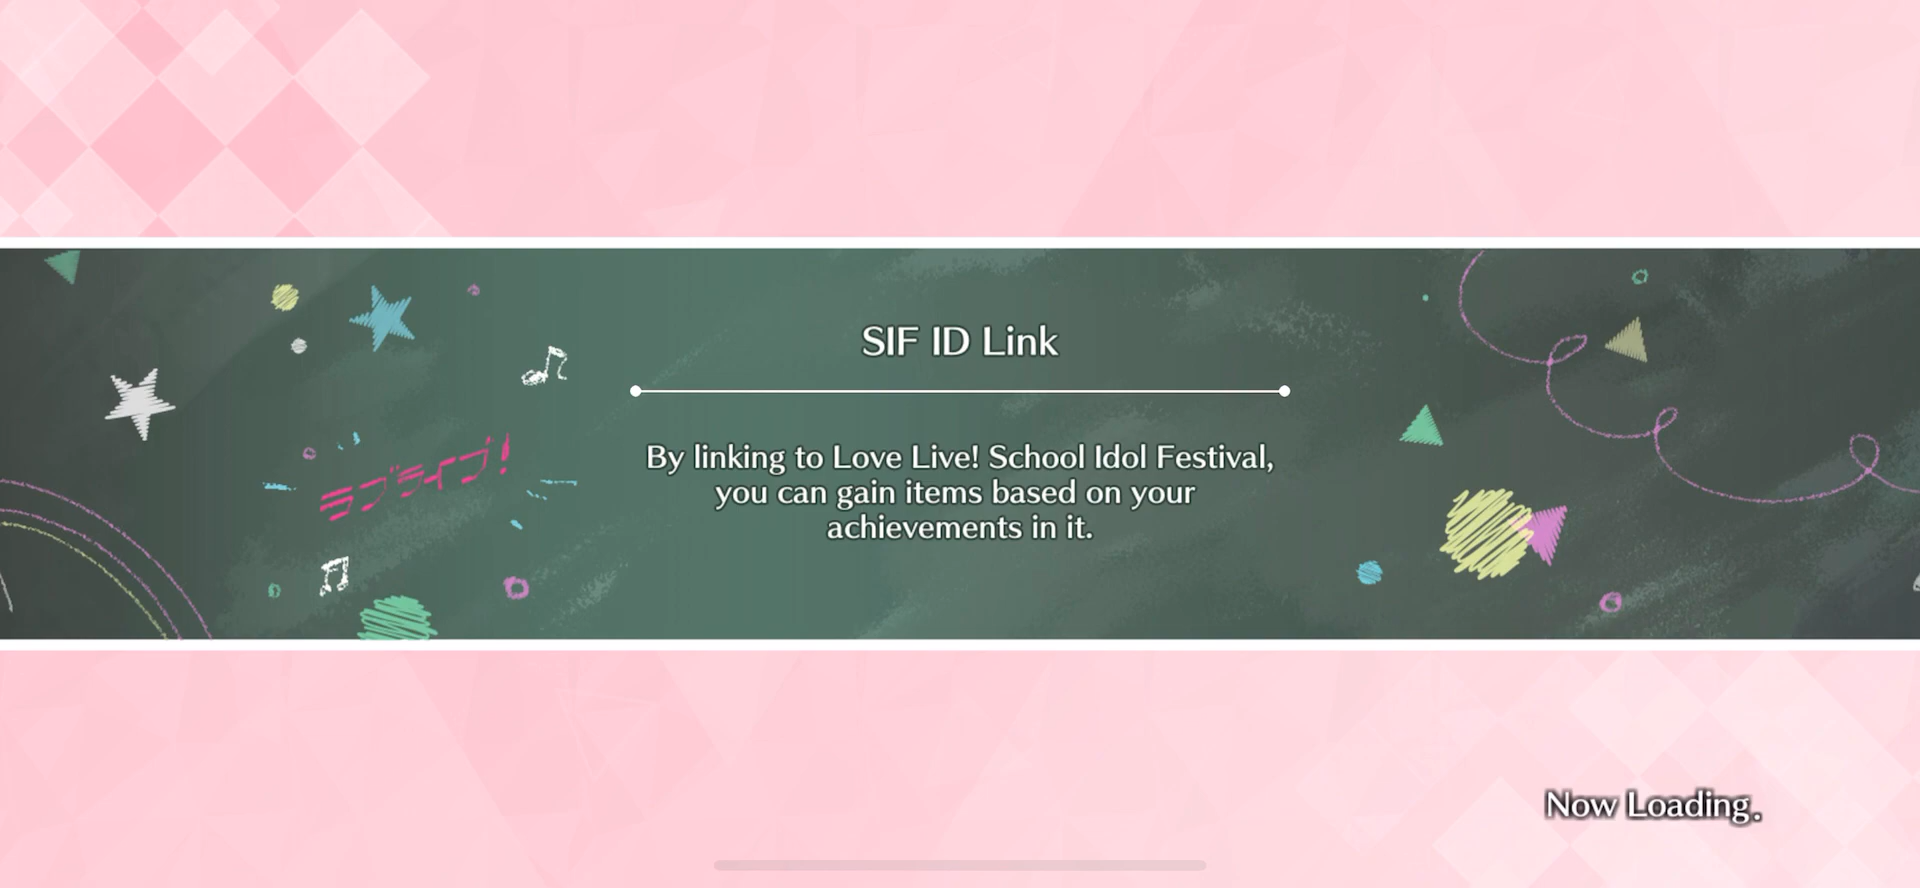 SIF ID Link
ラブライブ!
By linking to Love Live! School Idol Festival,
you can gain items based on your
achievements in it.
Now Loading.